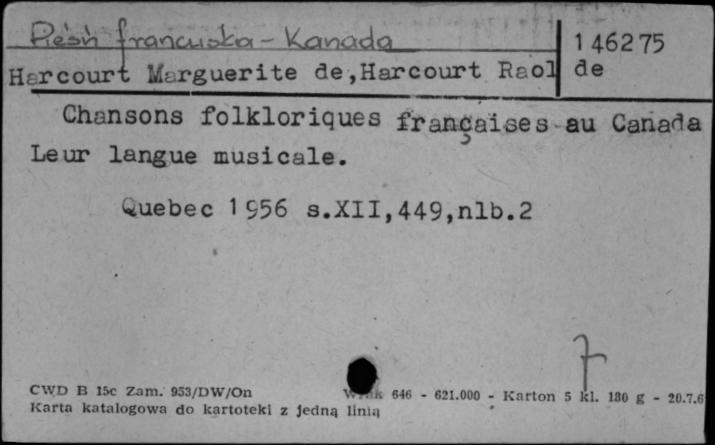 Pieśń francuska - Kanada
146275
Harcourt Marguerite de,Harcourt Raol de
Chansons folkloriques françaises au Canada
Leur langue musicale.
Quebec 1956 s.XII,449,nlb.2
7
CWD B 15c Zam. 953/DW/On
646 - 621.000 - Karton 5 kl. 180 g - 20.7.6
Karta katalogowa do kartoteki z jedną linią